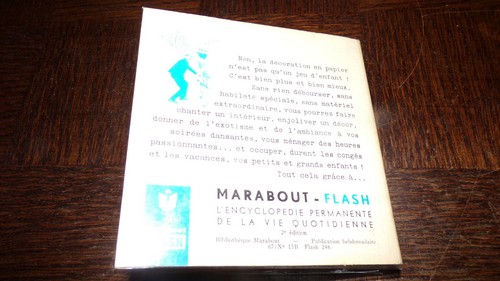 Non, la décoration en papier
n'est pas qu'un jeu d'enfant !
C'est bien plus et bien mieux.
Sans rien débourser, sans
habileté spéciale, sans matériel
extraordinaire, vous pourrez faire
chanter un intérieur, enjoliver un décor,
donner de l'exotisme et de l'ambiance à vos
soirées dansantes, vous ménager des heures
passionnantes... et occuper, durant les congés
et les vacances, vos petits et grands enfants !
Tout cela grâce à...
MARABOUT - FLASH
L'ENCYCLOPEDIE PERMANENTE
DE LA VIE QUOTIDIENNE
2e édition
Bibliothèque Marabout — Publication hebdomadaire
67/N° 15B Flash 246